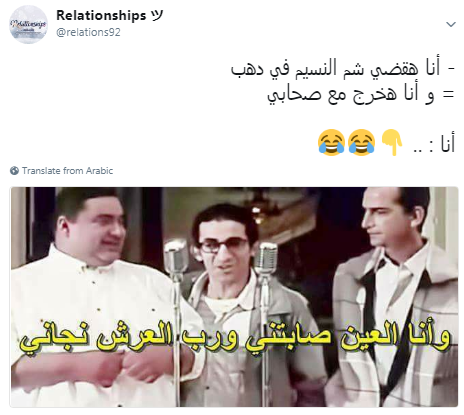 Relationships ツ
@relations92
- أنا هقضي شم النسيم في دهب
= و أنا هخرج مع صحابي
أنا : .. 👇😂😂
Translate from Arabic
وأنا العين صابتني ورب العرش نجاني